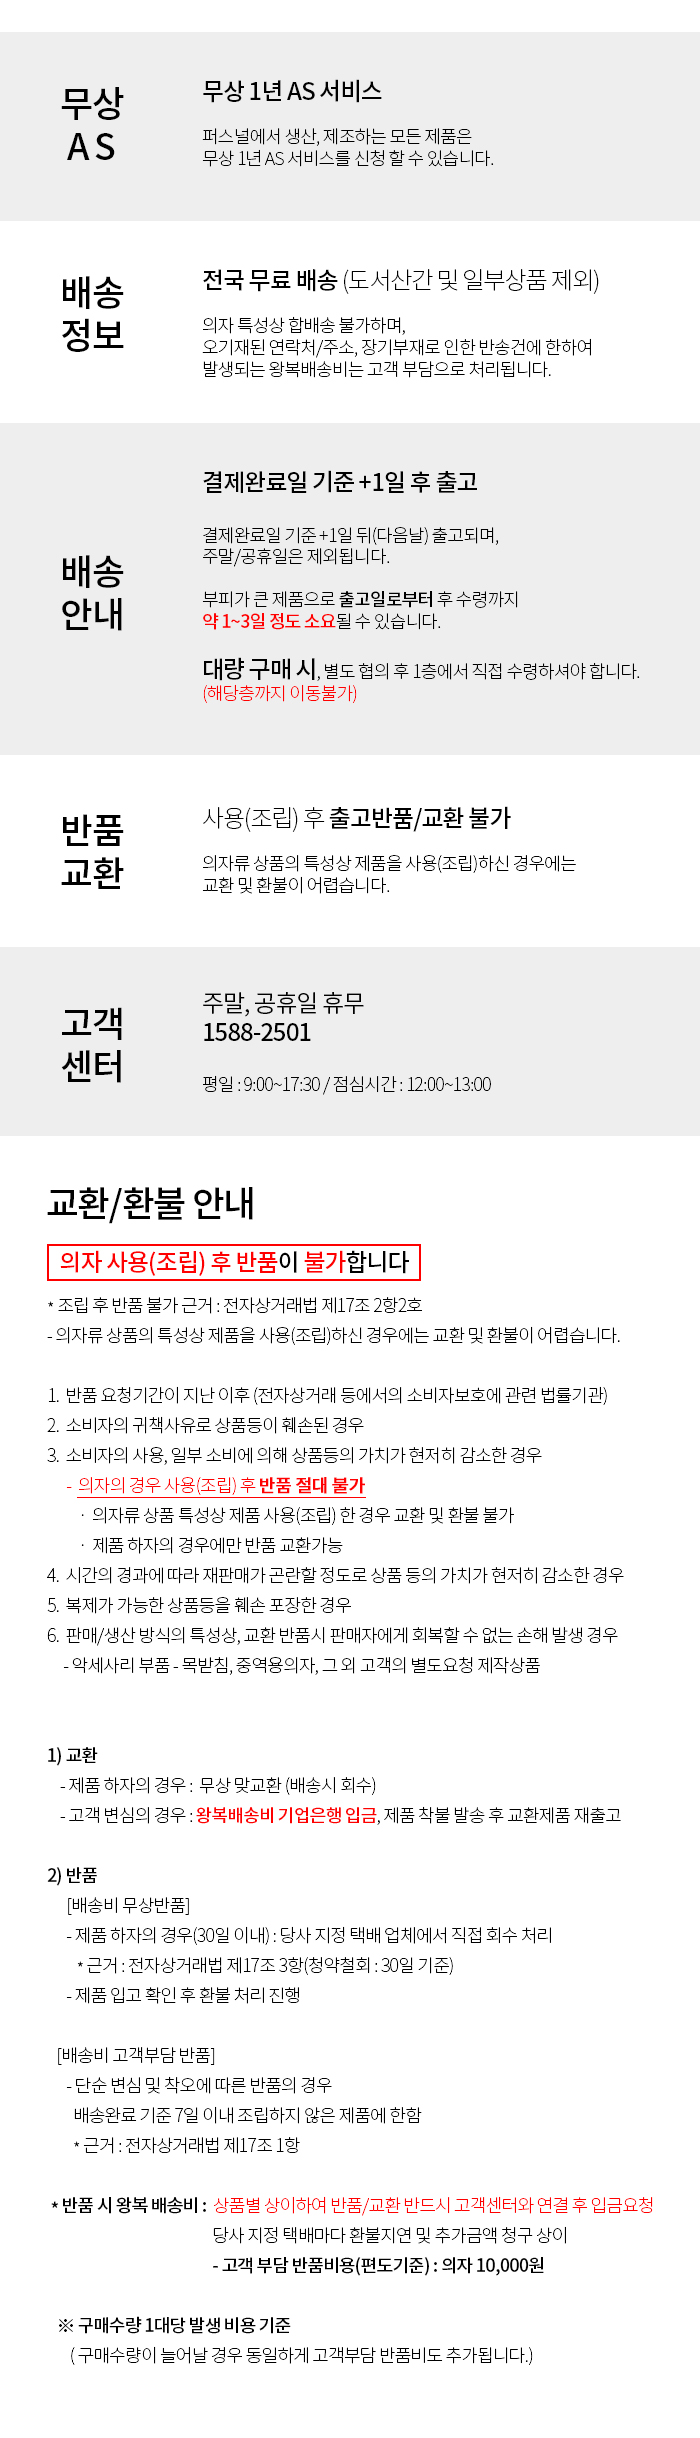 무상
AS
무상 1년 AS 서비스
퍼스널에서 생산, 제조하는 모든 제품은
무상 1년 AS 서비스를 신청 할 수 있습니다.
배송
정보
전국 무료 배송 (도서산간 및 일부상품 제외)
의자 특성상 합배송 불가하며,
오기재된 연락처/주소, 장기부재로 인한 반송건에 한하여
발생되는 왕복배송비는 고객 부담으로 처리됩니다.
배송
안내
결제완료일 기준 +1일 후 출고
결제완료일 기준 +1일 뒤(다음날) 출고되며,
주말/공휴일은 제외됩니다.
부피가 큰 제품으로 출고일로부터 후 수령까지
약 1~3일 정도 소요될 수 있습니다.
대량 구매 시, 별도 협의 후 1층에서 직접 수령하셔야 합니다.
(해당층까지 이동불가)
반품
교환
사용(조립) 후 출고반품/교환 불가
의자류 상품의 특성상 제품을 사용(조립)하신 경우에는
교환 및 환불이 어렵습니다.
고객
센터
주말, 공휴일 휴무
1588-2501
평일 : 9:00~17:30 / 점심시간 : 12:00~13:00
교환/환불 안내
의자 사용(조립) 후 반품이 불가합니다
* 조립 후 반품 불가 근거 : 전자상거래법 제17조 2항2호
- 의자류 상품의 특성상 제품을 사용(조립)하신 경우에는 교환 및 환불이 어렵습니다.
1. 반품 요청기간이 지난 이후 (전자상거래 등에서의 소비자보호에 관련 법률기관)
2. 소비자의 귀책사유로 상품등이 훼손된 경우
3. 소비자의 사용, 일부 소비에 의해 상품등의 가치가 현저히 감소한 경우
- 의자의 경우 사용(조립) 후 반품 절대 불가
· 의자류 상품 특성상 제품 사용(조립) 한 경우 교환 및 환불 불가
· 제품 하자의 경우에만 반품 교환가능
4. 시간의 경과에 따라 재판매가 곤란할 정도로 상품 등의 가치가 현저히 감소한 경우
5. 복제가 가능한 상품등을 훼손 포장한 경우
6. 판매/생산 방식의 특성상, 교환 반품시 판매자에게 회복할 수 없는 손해 발생 경우
- 악세사리 부품 - 목받침, 중역용의자, 그 외 고객의 별도요청 제작상품
1) 교환
- 제품 하자의 경우 : 무상 맞교환 (배송시 회수)
- 고객 변심의 경우 : 왕복배송비 기업은행 입금, 제품 착불 발송 후 교환제품 재출고
2) 반품
[배송비 무상반품]
- 제품 하자의 경우(30일 이내) : 당사 지정 택배 업체에서 직접 회수 처리
* 근거 : 전자상거래법 제17조 3항(청약철회 : 30일 기준)
- 제품 입고 확인 후 환불 처리 진행
[배송비 고객부담 반품]
- 단순 변심 및 착오에 따른 반품의 경우
배송완료 기준 7일 이내 조립하지 않은 제품에 한함
* 근거 : 전자상거래법 제17조 1항
* 반품 시 왕복 배송비 : 상품별 상이하여 반품/교환 반드시 고객센터와 연결 후 입금요청
당사 지정 택배마다 환불지연 및 추가금액 청구 상이
- 고객 부담 반품비용(편도기준) : 의자 10,000원
※ 구매수량 1대당 발생 비용 기준
( 구매수량이 늘어날 경우 동일하게 고객부담 반품비도 추가됩니다.)